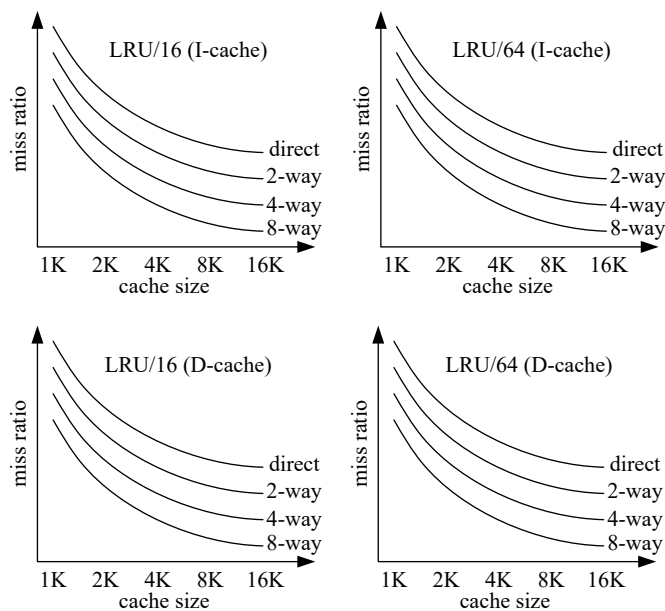 LRU/16 (I-cache)
miss ratio
direct
2-way
4-way
8-way
1K 2K 4K 8K 16K
cache size
LRU/64 (I-cache)
miss ratio
direct
2-way
4-way
8-way
1K 2K 4K 8K 16K
cache size
LRU/16 (D-cache)
miss ratio
direct
2-way
4-way
8-way
1K 2K 4K 8K 16K
cache size
LRU/64 (D-cache)
miss ratio
direct
2-way
4-way
8-way
1K 2K 4K 8K 16K
cache size